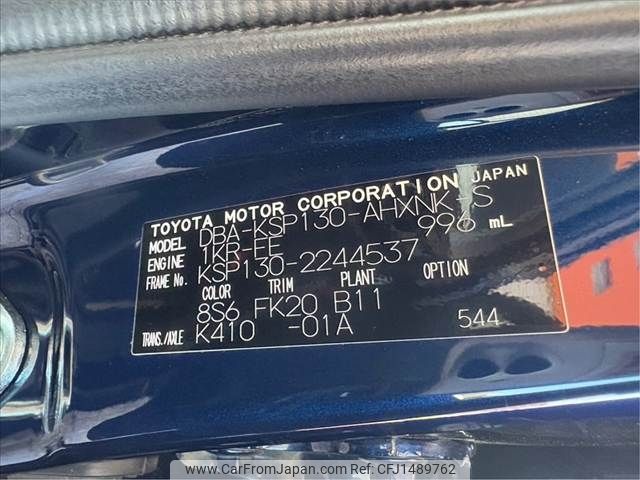 TOYOTA MOTOR CORPORATION JAPAN
MODEL DBA-KSP130-AHXNK
ENGINE 1KR-FE 996 mL
FRAME No. KSP130-2244537
COLOR TRIM PLANT OPTION
8S6 FK20 B11
TRANS./AXLE K410 -01A 544
www.CarFromJapan.com © CarFromJapan - CFJ1489762